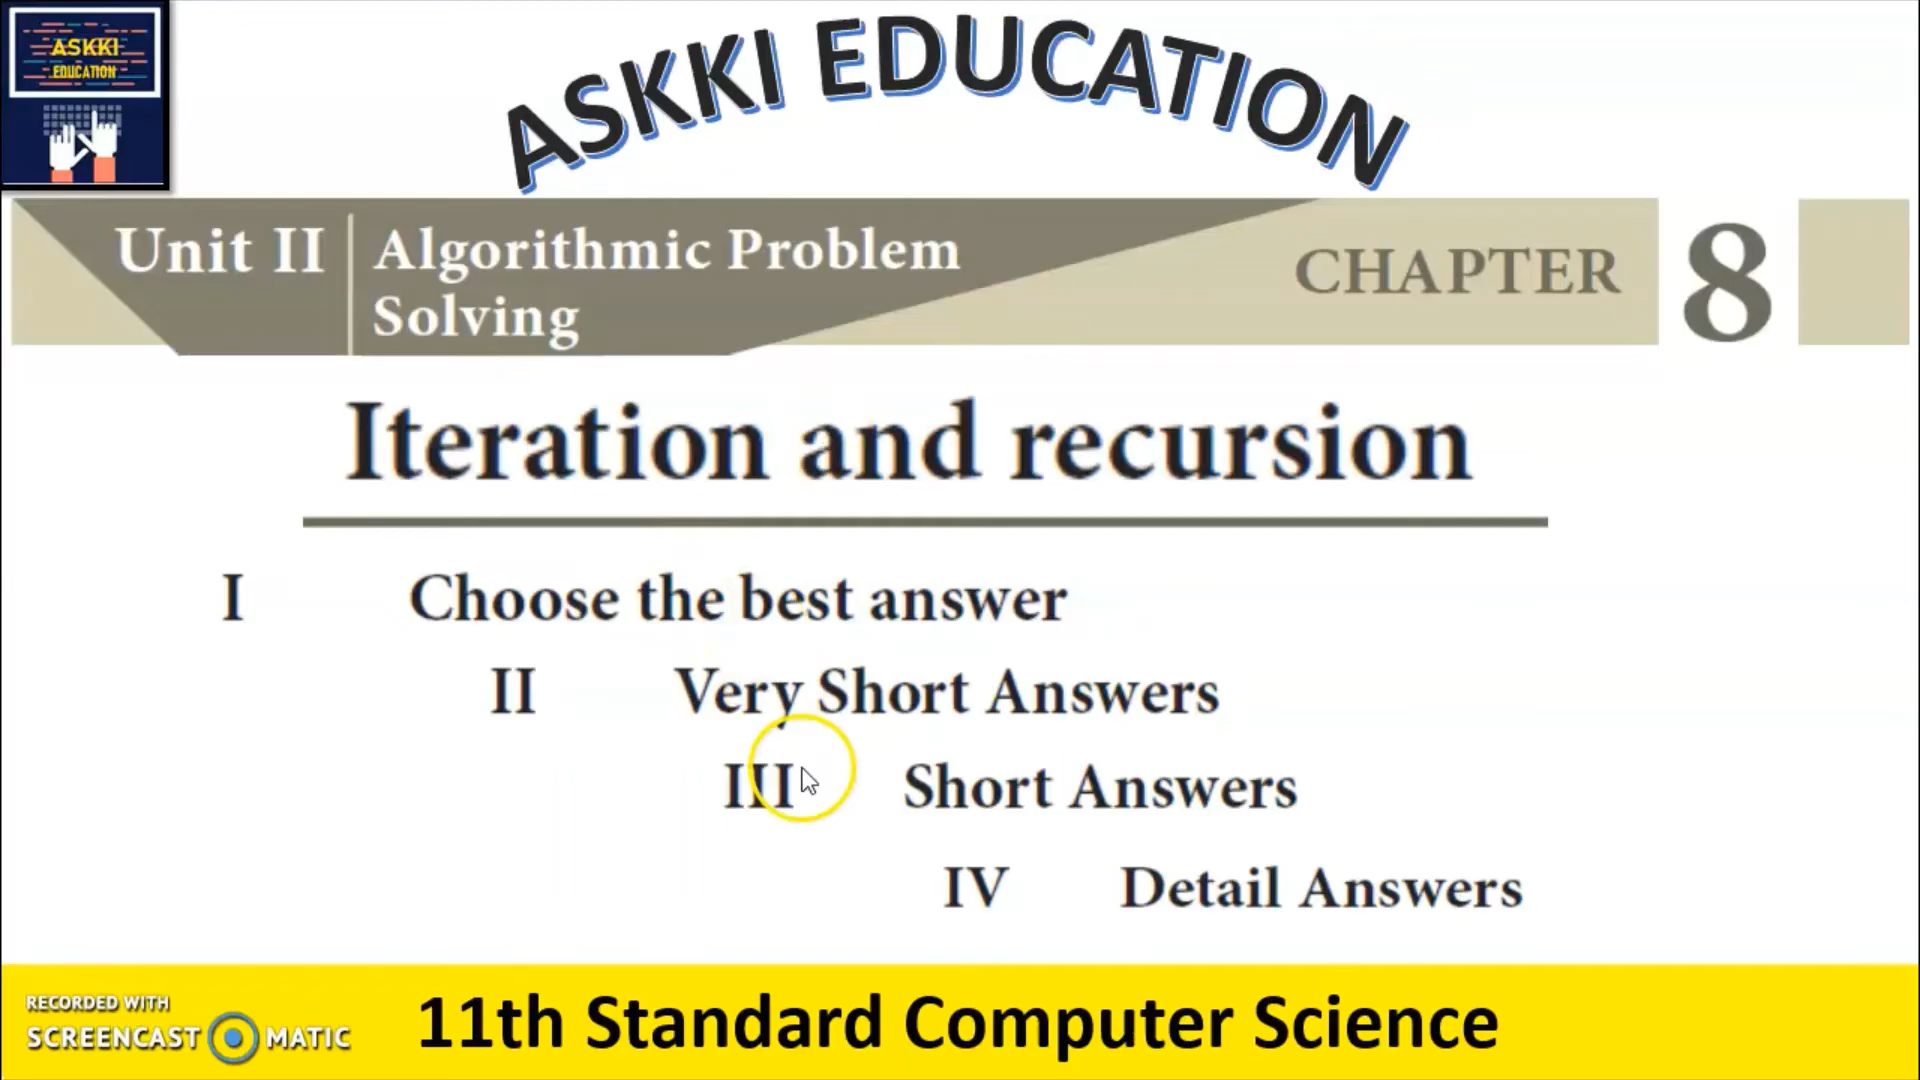 ASKKI
EDUCATION
ASKKI EDUCATION
Unit II
Algorithmic Problem
Solving
CHAPTER 8
Iteration and recursion
I Choose the best answer
II Very Short Answers
III Short Answers
IV Detail Answers
RECORDED WITH
SCREENCAST MATIC
11th Standard Computer Science